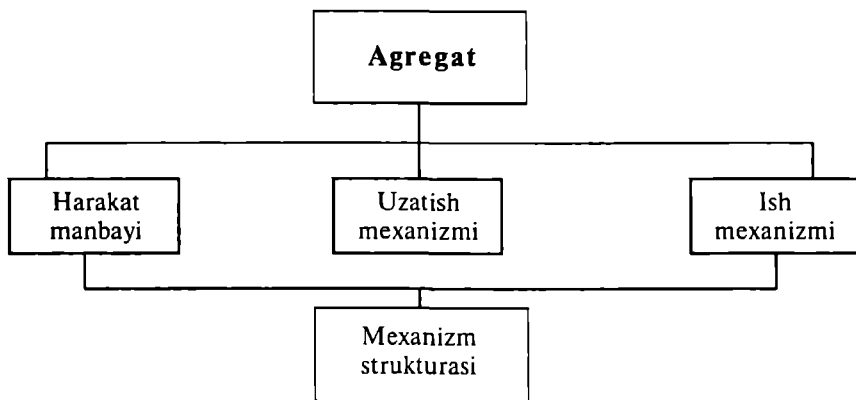 Agregat
Harakat
manbayi
Uzatish
mexanizmi
Ish
mexanizmi
Mexanizm
strukturasi